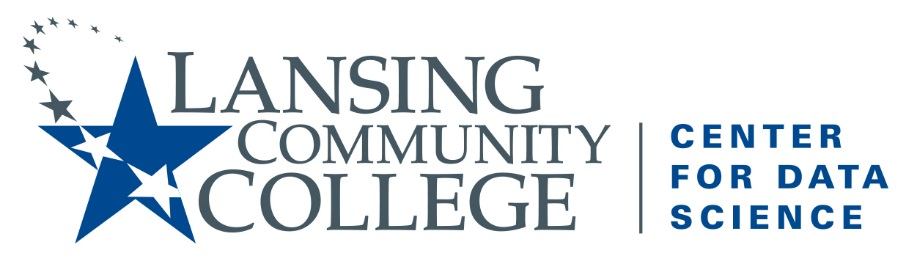 LANSING
COMMUNITY
COLLEGE
CENTER
FOR DATA
SCIENCE